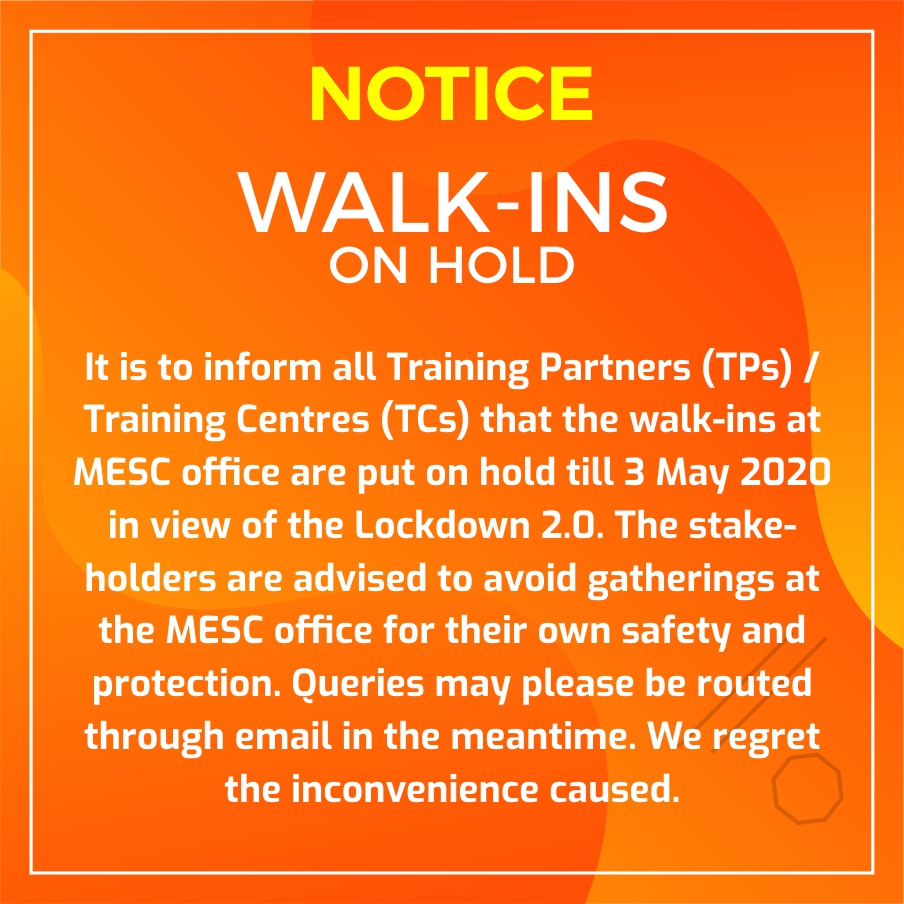 NOTICE
WALK-INS
ON HOLD
It is to inform all Training Partners (TPs) /
Training Centres (TCs) that the walk-ins at
MESC office are put on hold till 3 May 2020
in view of the Lockdown 2.0. The stake-
holders are advised to avoid gatherings at
the MESC office for their own safety and
protection. Queries may please be routed
through email in the meantime. We regret
the inconvenience caused.